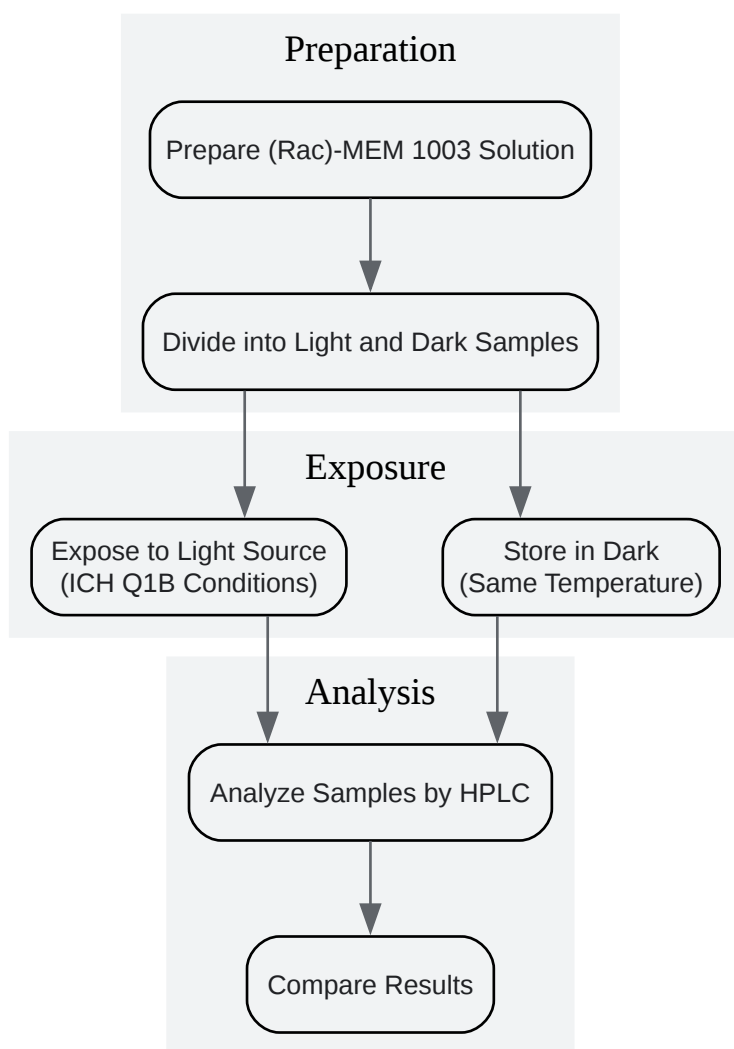 Preparation
Prepare (Rac)-MEM 1003 Solution
Divide into Light and Dark Samples
Exposure
Expose to Light Source
(ICH Q1B Conditions)
Store in Dark
(Same Temperature)
Analysis
Analyze Samples by HPLC
Compare Results